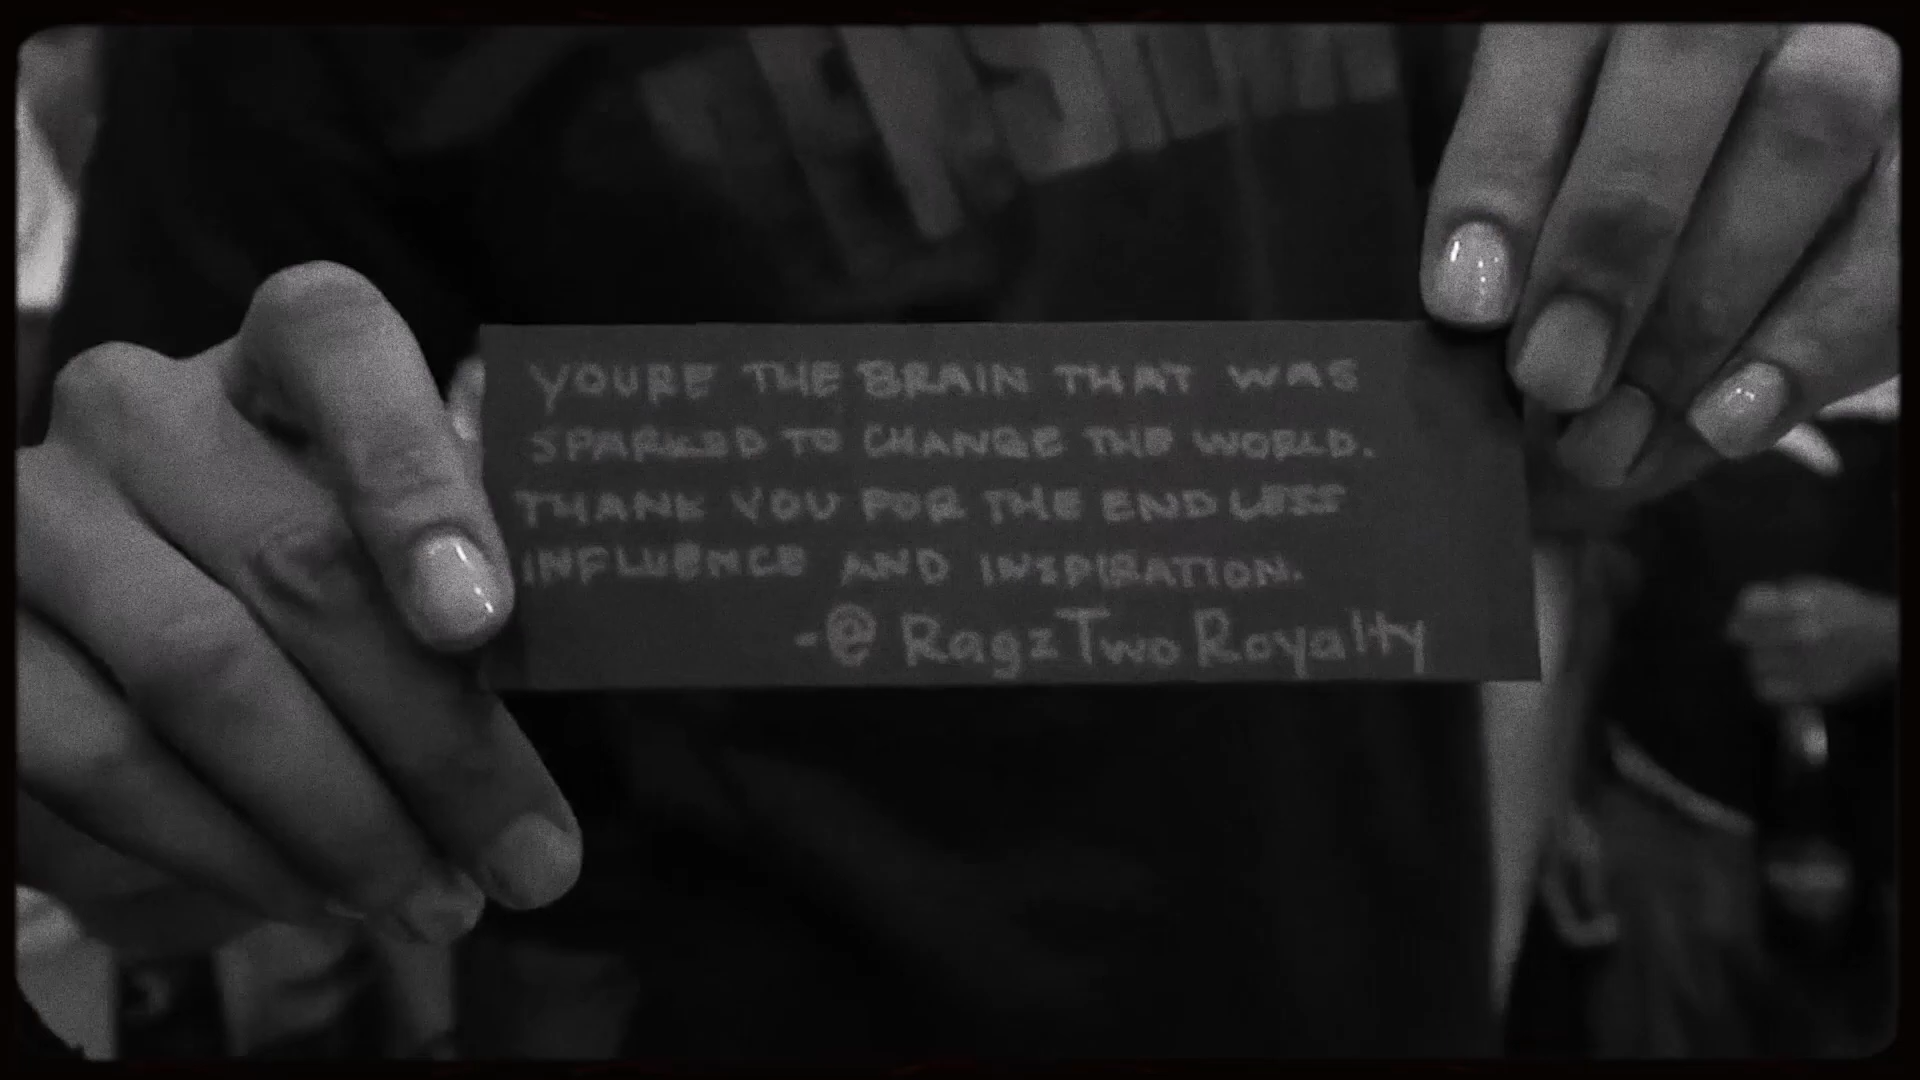 YOURE THE BRAIN THAT WAS
SPARKED TO CHANGE THE WORLD.
THANK YOU FOR THE ENDLESS
INFLUENCE AND INSPIRATION.
-@RagzTwoRoyalty